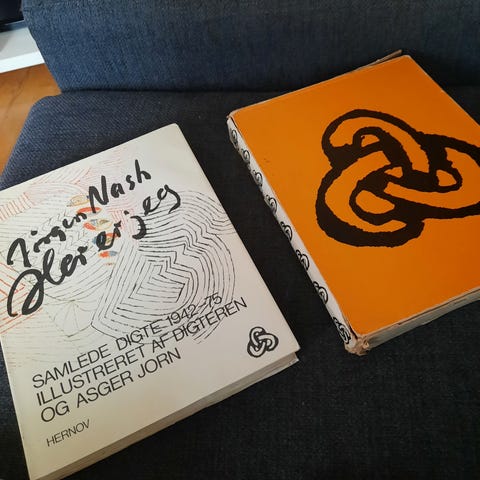 Jørgen Nash
Her er jeg
SAMLEDE DIGTE 1942-75
ILLUSTRERET AF DIGTEREN
OG ASGER JORN
HERNOV